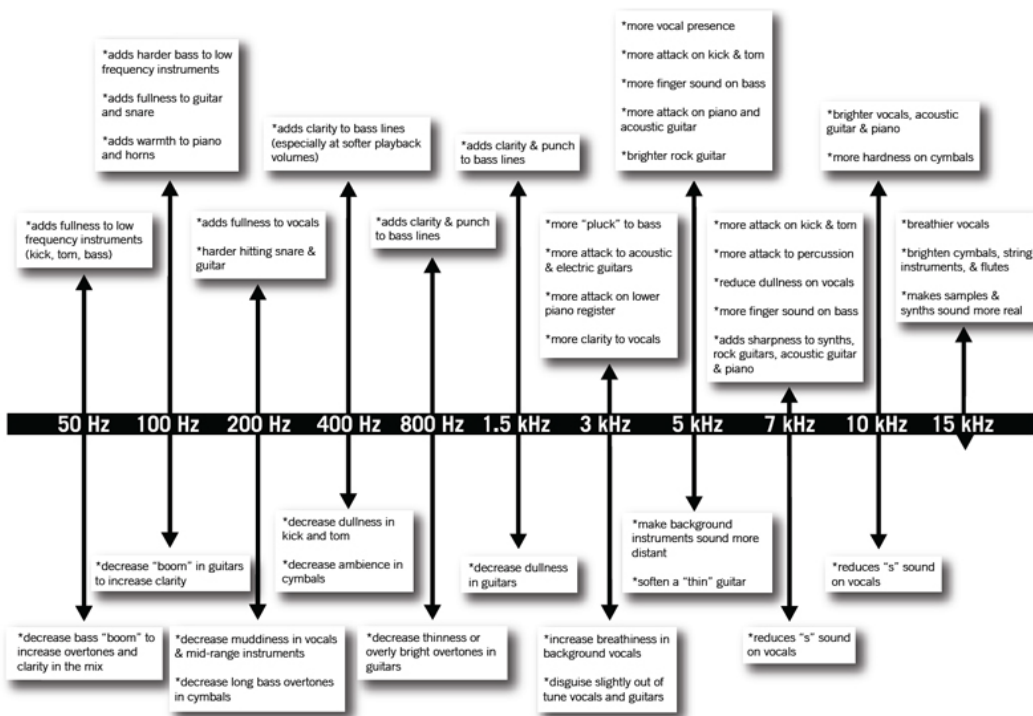 *adds harder bass to low
frequency instruments
*adds fullness to guitar
and snare
*adds warmth to piano
and horns
*more vocal presence
*more attack on kick & tom
*more finger sound on bass
*more attack on piano and
acoustic guitar
*brighter rock guitar
*adds clarity to bass lines
(especially at softer playback
volumes)
*adds clarity & punch
to bass lines
*brighter vocals, acoustic
guitar & piano
*more hardness on cymbals
*adds fullness to low
frequency instruments
(kick, tom, bass)
*adds fullness to vocals
*harder hitting snare &
guitar
*adds clarity & punch
to bass lines
*more “pluck” to bass
*more attack to acoustic
& electric guitars
*more attack on lower
piano register
*more clarity to vocals
*more attack on kick & tom
*more attack to percussion
*reduce dullness on vocals
*more finger sound on bass
*adds sharpness to synths,
rock guitars, acoustic guitar
& piano
*breathier vocals
*brighten cymbals, string
instruments, & flutes
*makes samples &
synths sound more real
50 Hz 100 Hz 200 Hz 400 Hz 800 Hz 1.5 kHz 3 kHz 5 kHz 7 kHz 10 kHz 15 kHz
*decrease “boom” in guitars
to increase clarity
*decrease dullness in
kick and tom
*decrease ambience in
cymbals
*decrease dullness
in guitars
*make background
instruments sound more
distant
*soften a “thin” guitar
*reduces “s” sound
on vocals
*decrease bass “boom” to
increase overtones and
clarity in the mix
*decrease muddiness in vocals
& mid-range instruments
*decrease long bass overtones
in cymbals
*decrease thinness or
overly bright overtones in
guitars
*increase breathiness in
background vocals
*disguise slightly out of
tune vocals and guitars
*reduces “s” sound
on vocals